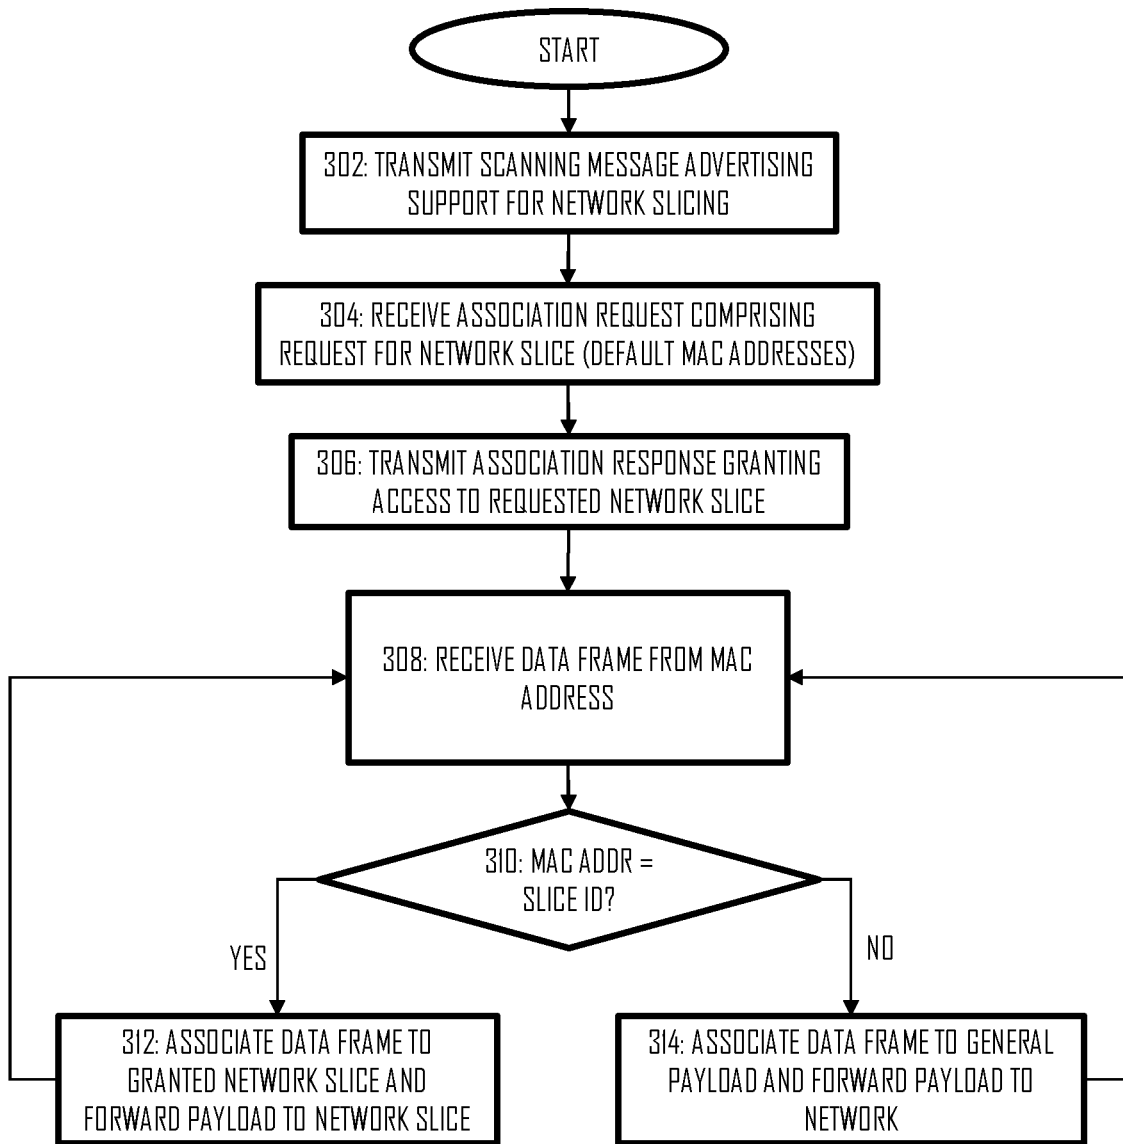 START
302: TRANSMIT SCANNING MESSAGE ADVERTISING
SUPPORT FOR NETWORK SLICING
304: RECEIVE ASSOCIATION REQUEST COMPRISING
REQUEST FOR NETWORK SLICE (DEFAULT MAC ADDRESSES)
306: TRANSMIT ASSOCIATION RESPONSE GRANTING
ACCESS TO REQUESTED NETWORK SLICE
308: RECEIVE DATA FRAME FROM MAC
ADDRESS
310: MAC ADDR =
SLICE ID?
YES
NO
312: ASSOCIATE DATA FRAME TO
GRANTED NETWORK SLICE AND
FORWARD PAYLOAD TO NETWORK SLICE
314: ASSOCIATE DATA FRAME TO GENERAL
PAYLOAD AND FORWARD PAYLOAD TO
NETWORK